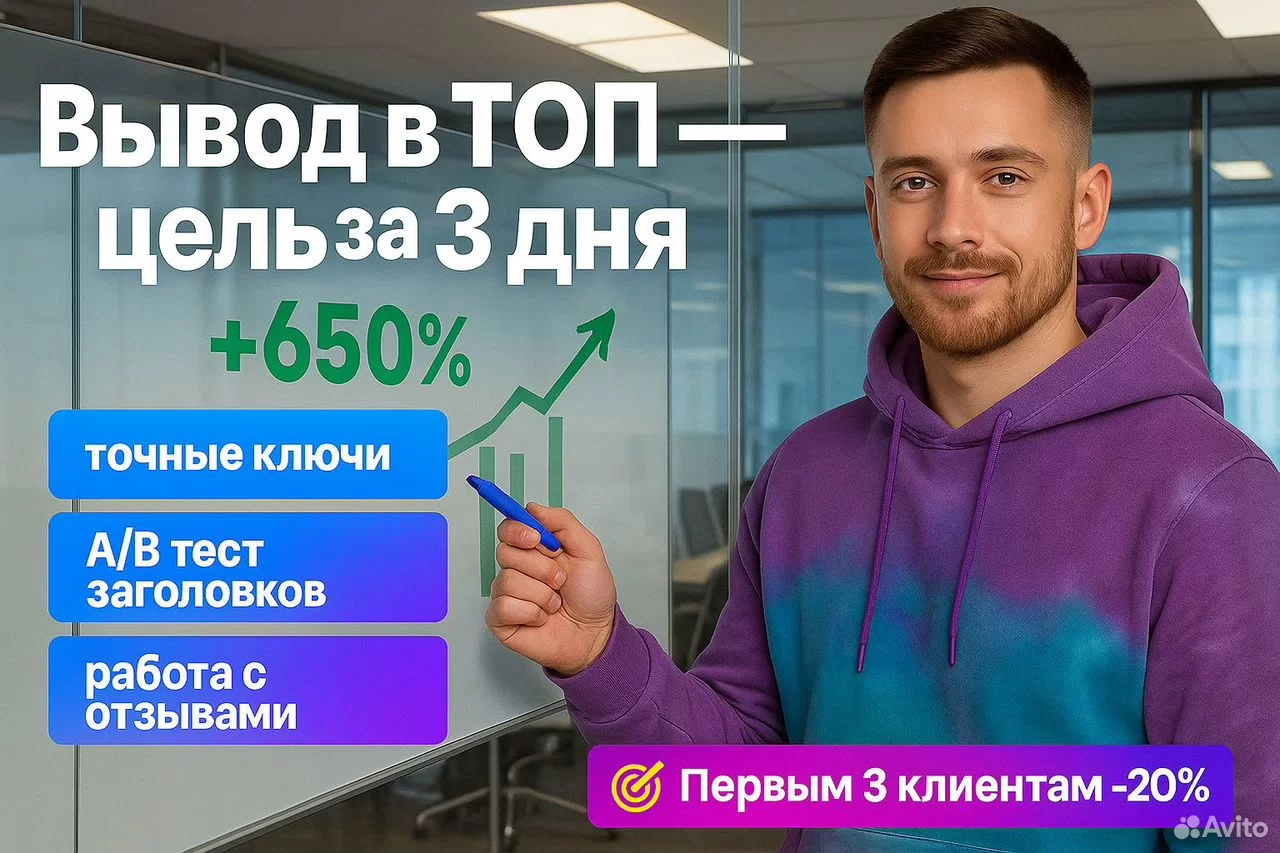 Вывод в ТОП —
цель за 3 дня
+650%
точные ключи
А/В тест
заголовков
работа с
отзывами
Первым 3 клиентам -20%
Avito